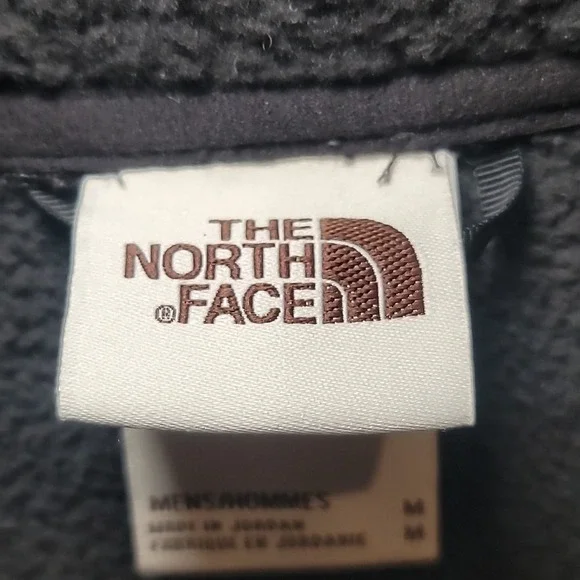 THE
NORTH
®FACE
MENS/HOMMES M
MADE IN JORDAN M
FABRIQUE EN JORDANIE